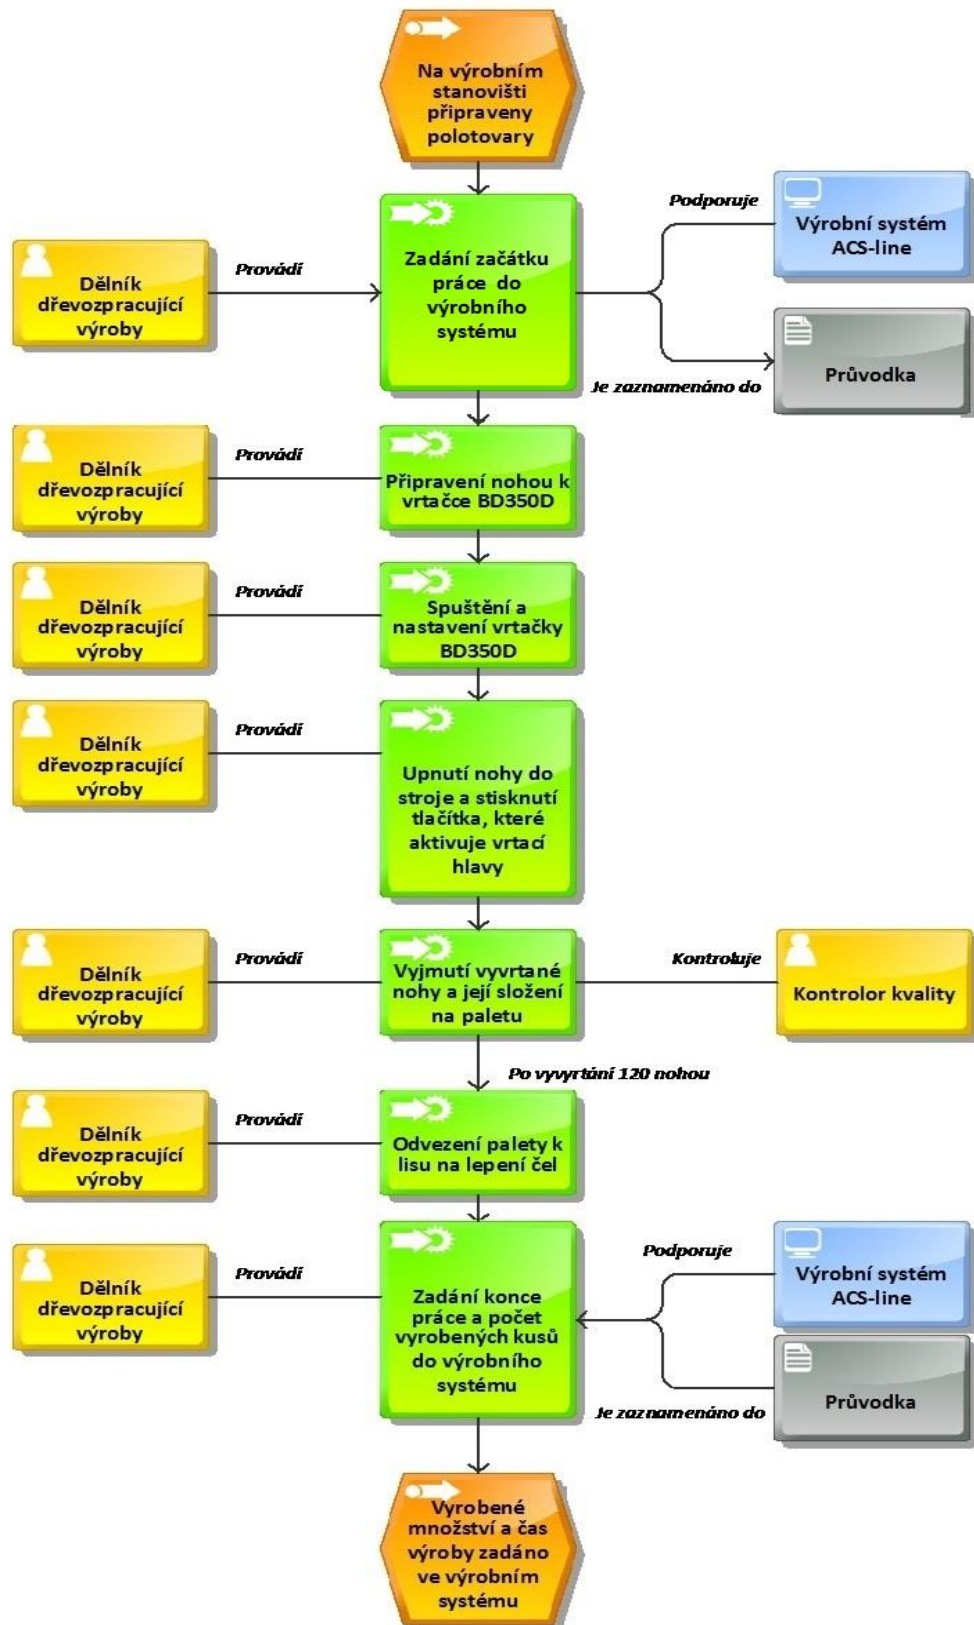 Na výrobním
stanovišti
připraveny
polotovary
Podporuje
Výrobní systém
ACS-line
Dělník
dřevozpracující
výroby
Provádí
Zadání začátku
práce do
výrobního
systému
Je zaznamenáno do
Průvodka
Dělník
dřevozpracující
výroby
Provádí
Připravení nohou k
vrtačce BD350D
Dělník
dřevozpracující
výroby
Provádí
Spuštění a
nastavení vrtačky
BD350D
Dělník
dřevozpracující
výroby
Provádí
Upnutí nohy do
stroje a stisknutí
tlačítka, které
aktivuje vrtací
hlavy
Dělník
dřevozpracující
výroby
Provádí
Vyjmutí vyvrtané
nohy a její složení
na paletu
Kontroluje
Kontrolor kvality
Po vyvyrtání 120 nohou
Dělník
dřevozpracující
výroby
Provádí
Odvezení palety k
lisu na lepení čel
Dělník
dřevozpracující
výroby
Provádí
Zadání konce
práce a počet
vyrobených kusů
do výrobního
systému
Podporuje
Výrobní systém
ACS-line
Je zaznamenáno do
Průvodka
Vyrobené
množství a čas
výroby zadáno
ve výrobním
systému